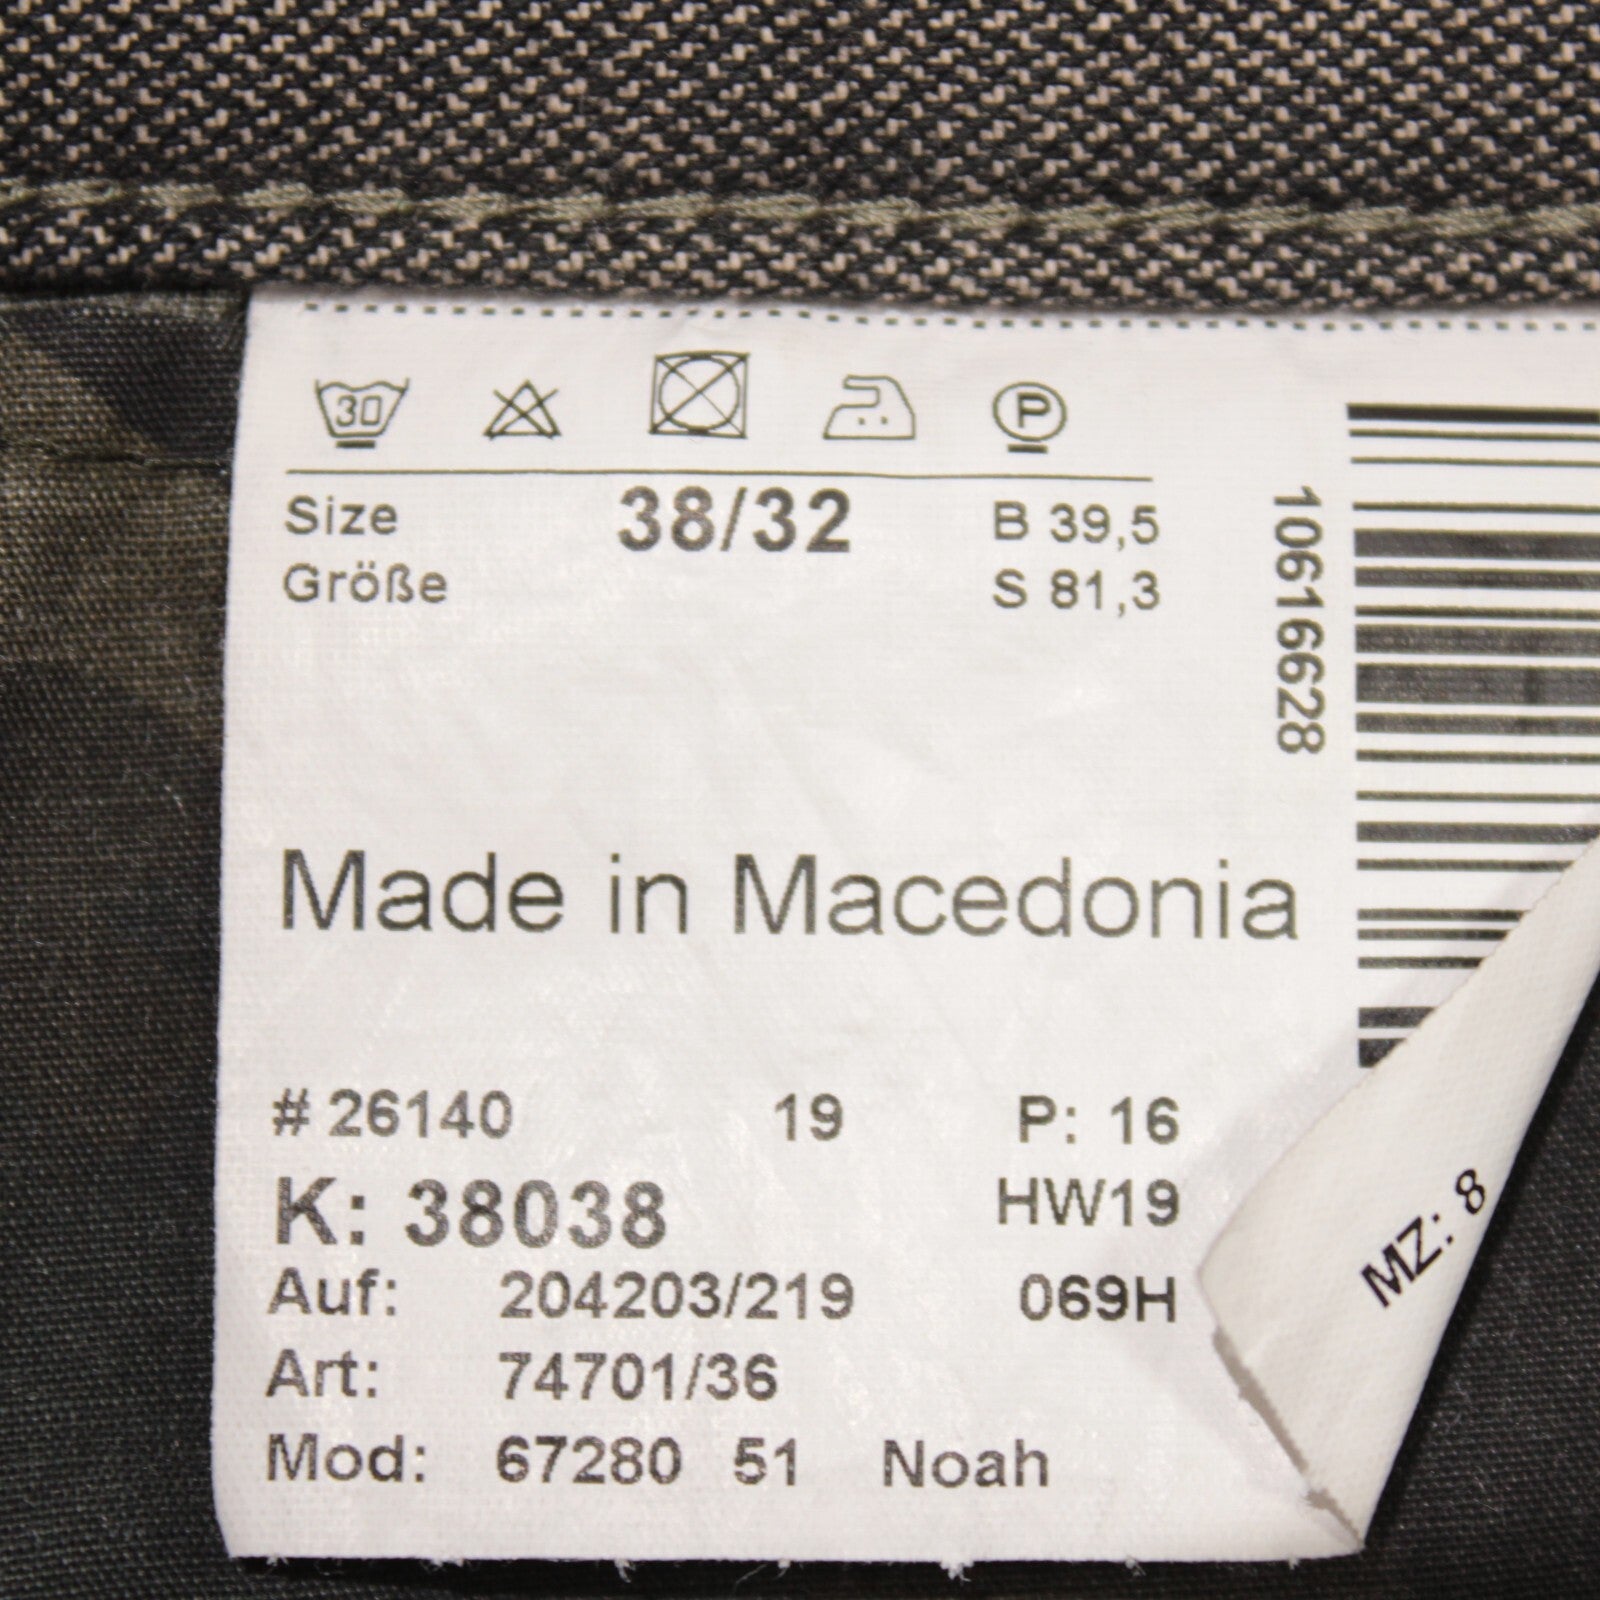 30
P
Size 38/32 B 39,5
Größe S 81,3
10616628
Made in Macedonia
# 26140 19 P: 16
K: 38038 HW19
Auf: 204203/219 069H
Art: 74701/36
Mod: 67280 51 Noah
MZ: 8